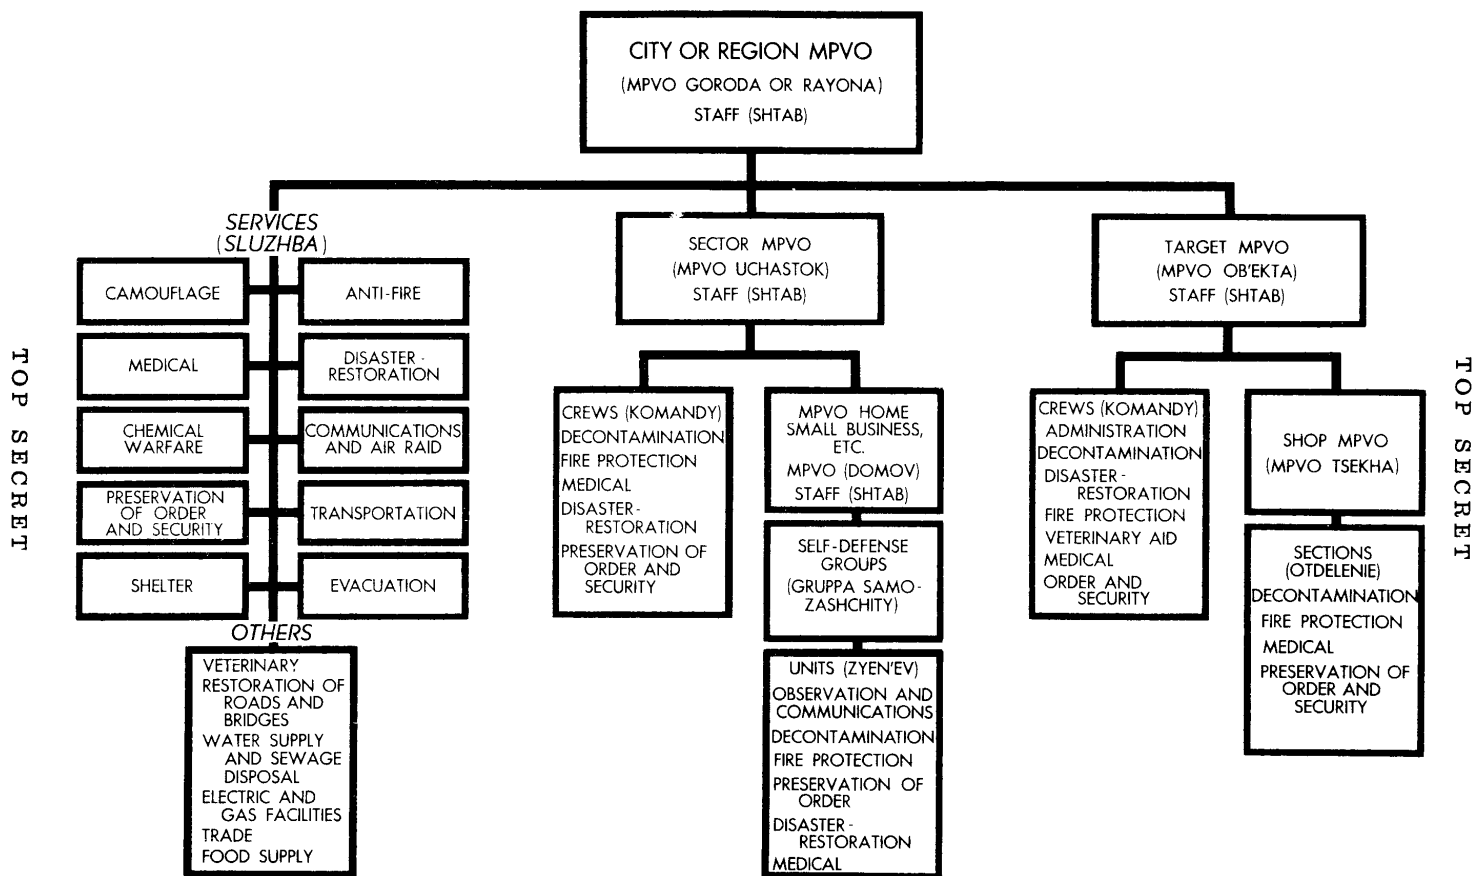 CITY OR REGION MPVO
(MPVO GORODA OR RAYONA)
STAFF (SHTAB)
SERVICES
(SLUZHBA)
CAMOUFLAGE
ANTI-FIRE
MEDICAL
DISASTER-
RESTORATION
CHEMICAL
WARFARE
COMMUNICATIONS
AND AIR RAID
PRESERVATION
OF ORDER
AND SECURITY
TRANSPORTATION
SHELTER
EVACUATION
OTHERS
VETERINARY
RESTORATION OF
ROADS AND
BRIDGES
WATER SUPPLY
AND SEWAGE
DISPOSAL
ELECTRIC AND
GAS FACILITIES
TRADE
FOOD SUPPLY
SECTOR MPVO
(MPVO UCHASTOK)
STAFF (SHTAB)
CREWS (KOMANDY)
DECONTAMINATION
FIRE PROTECTION
MEDICAL
DISASTER-
RESTORATION
PRESERVATION OF
ORDER AND
SECURITY
MPVO HOME
SMALL BUSINESS,
ETC.
MPVO (DOMOV)
STAFF (SHTAB)
SELF-DEFENSE
GROUPS
(GRUPPA SAMO-
ZASHCHITY)
UNITS (ZYEN'EV)
OBSERVATION AND
COMMUNICATIONS
DECONTAMINATION
FIRE PROTECTION
PRESERVATION OF
ORDER
DISASTER-
RESTORATION
MEDICAL
TARGET MPVO
(MPVO OB'EKTA)
STAFF (SHTAB)
CREWS (KOMANDY)
ADMINISTRATION
DECONTAMINATION
DISASTER-
RESTORATION
FIRE PROTECTION
VETERINARY AID
MEDICAL
ORDER AND
SECURITY
SHOP MPVO
(MPVO TSEKHA)
SECTIONS
(OTDELENIE)
DECONTAMINATION
FIRE PROTECTION
MEDICAL
PRESERVATION OF
ORDER AND
SECURITY
TOP SECRET
TOP SECRET